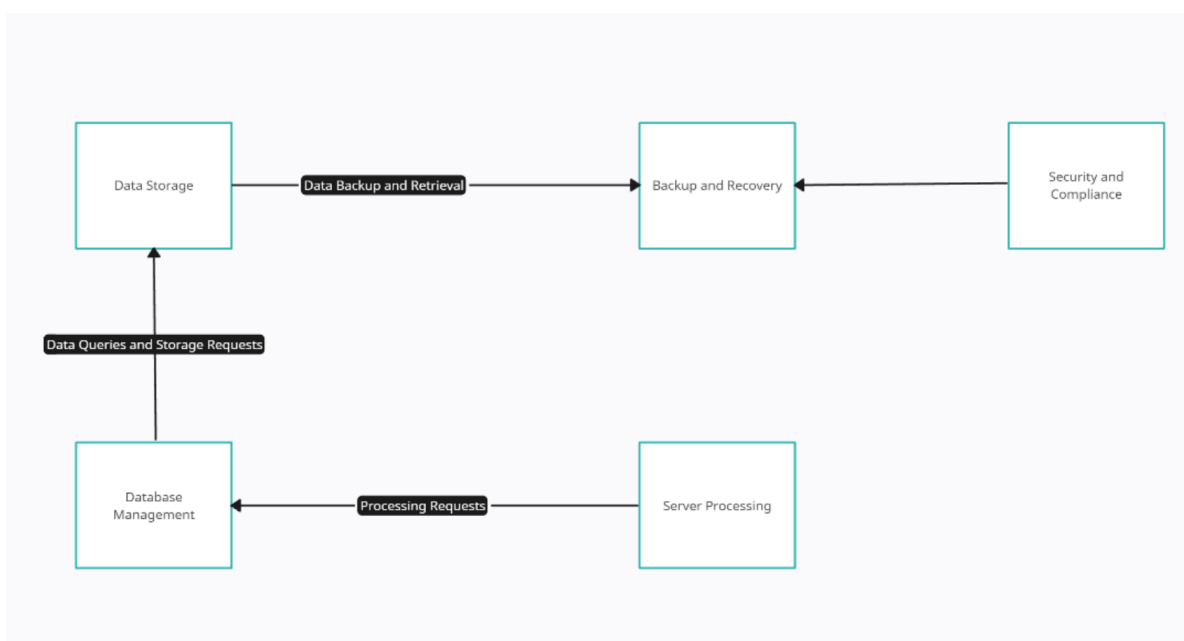 Data Storage
Data Backup and Retrieval
Backup and Recovery
Security and
Compliance
Data Queries and Storage Requests
Database
Management
Processing Requests
Server Processing